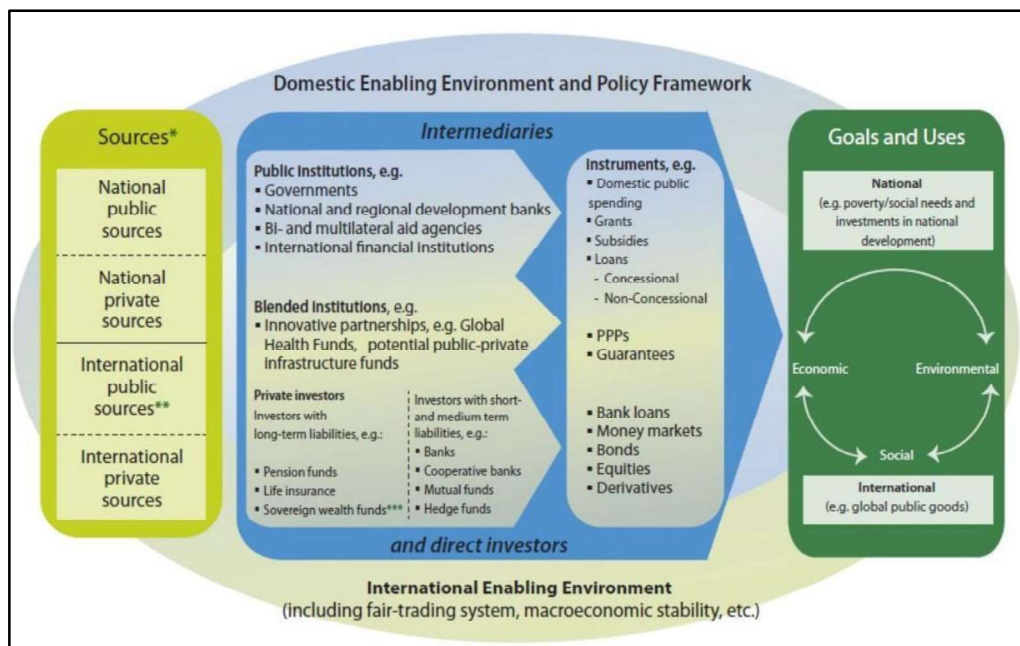 Domestic Enabling Environment and Policy Framework
Sources*
National
public
sources
National
private
sources
International
public
sources**
International
private
sources
Intermediaries
Public Institutions, e.g.
▪ Governments
▪ National and regional development banks
▪ Bi- and multilateral aid agencies
▪ International financial institutions
Blended Institutions, e.g.
▪ Innovative partnerships, e.g. Global
Health Funds, potential public-private
infrastructure funds
Private investors
Investors with
long-term liabilities, e.g.:
▪ Pension funds
▪ Life insurance
▪ Sovereign wealth funds***
Investors with short-
and medium term
liabilities, e.g.:
▪ Banks
▪ Cooperative banks
▪ Mutual funds
▪ Hedge funds
Instruments, e.g.
▪ Domestic public
spending
▪ Grants
▪ Subsidies
▪ Loans
- Concessional
- Non-Concessional
▪ PPPs
▪ Guarantees
▪ Bank loans
▪ Money markets
▪ Bonds
▪ Equities
▪ Derivatives
and direct investors
Goals and Uses
National
(e.g. poverty/social needs and
investments in national
development)
Economic
Environmental
Social
International
(e.g. global public goods)
International Enabling Environment
(including fair-trading system, macroeconomic stability, etc.)